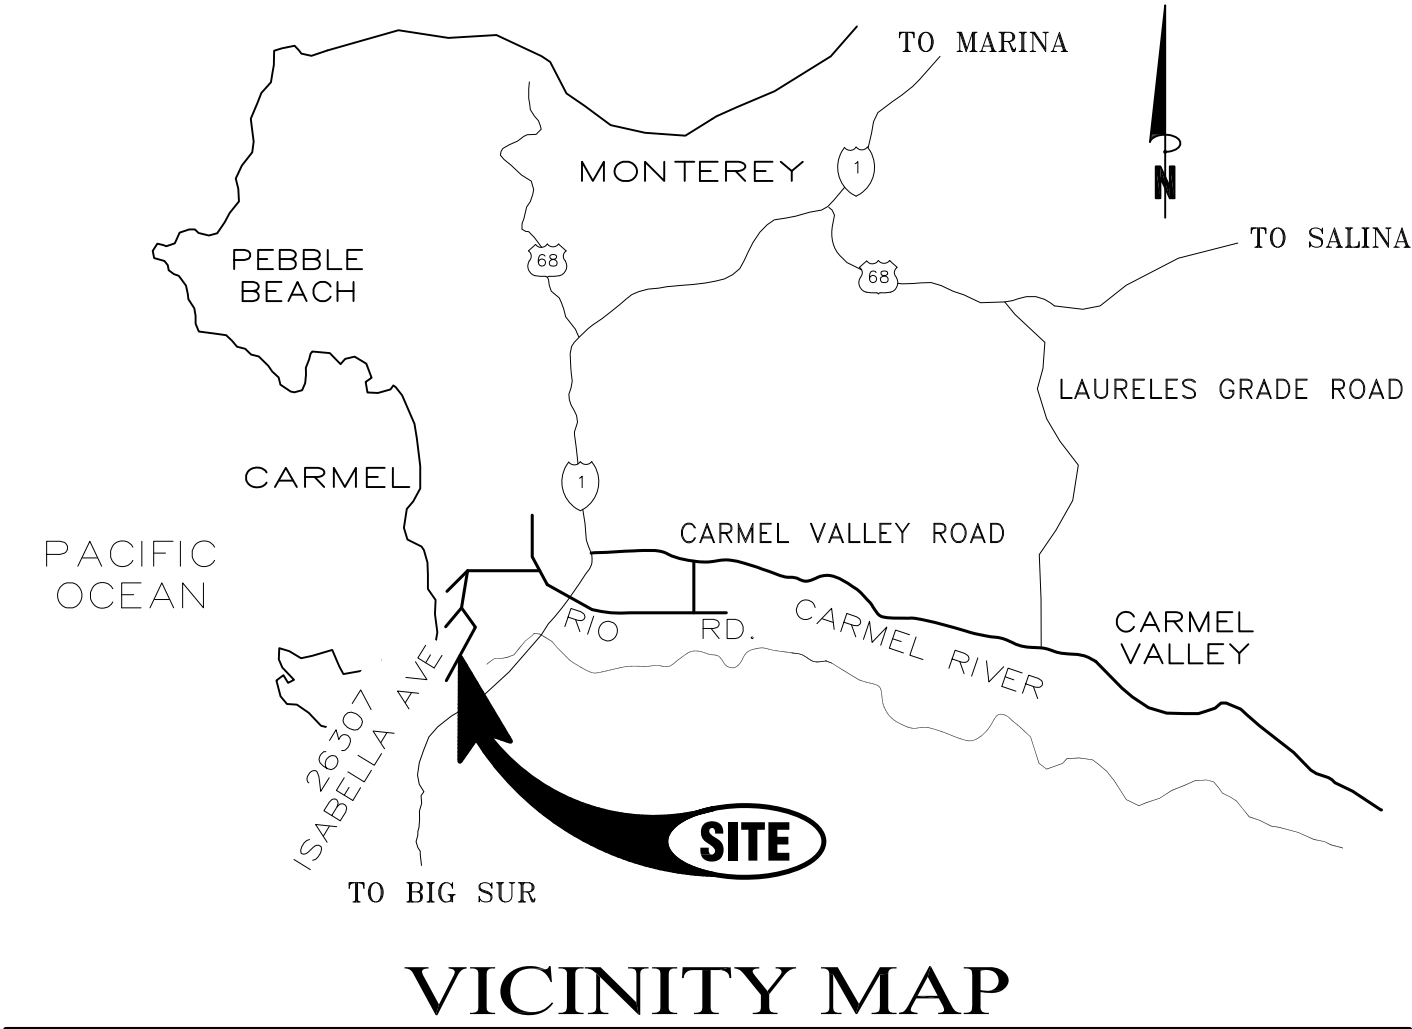 TO MARINA
1
MONTEREY
N
TO SALINA
PEBBLE
BEACH
68
68
LAURELES GRADE ROAD
CARMEL
1
PACIFIC
OCEAN
CARMEL VALLEY ROAD
RIO RD.
CARMEL RIVER
CARMEL
VALLEY
26307
ISABELLA AVE
SITE
TO BIG SUR
VICINITY MAP